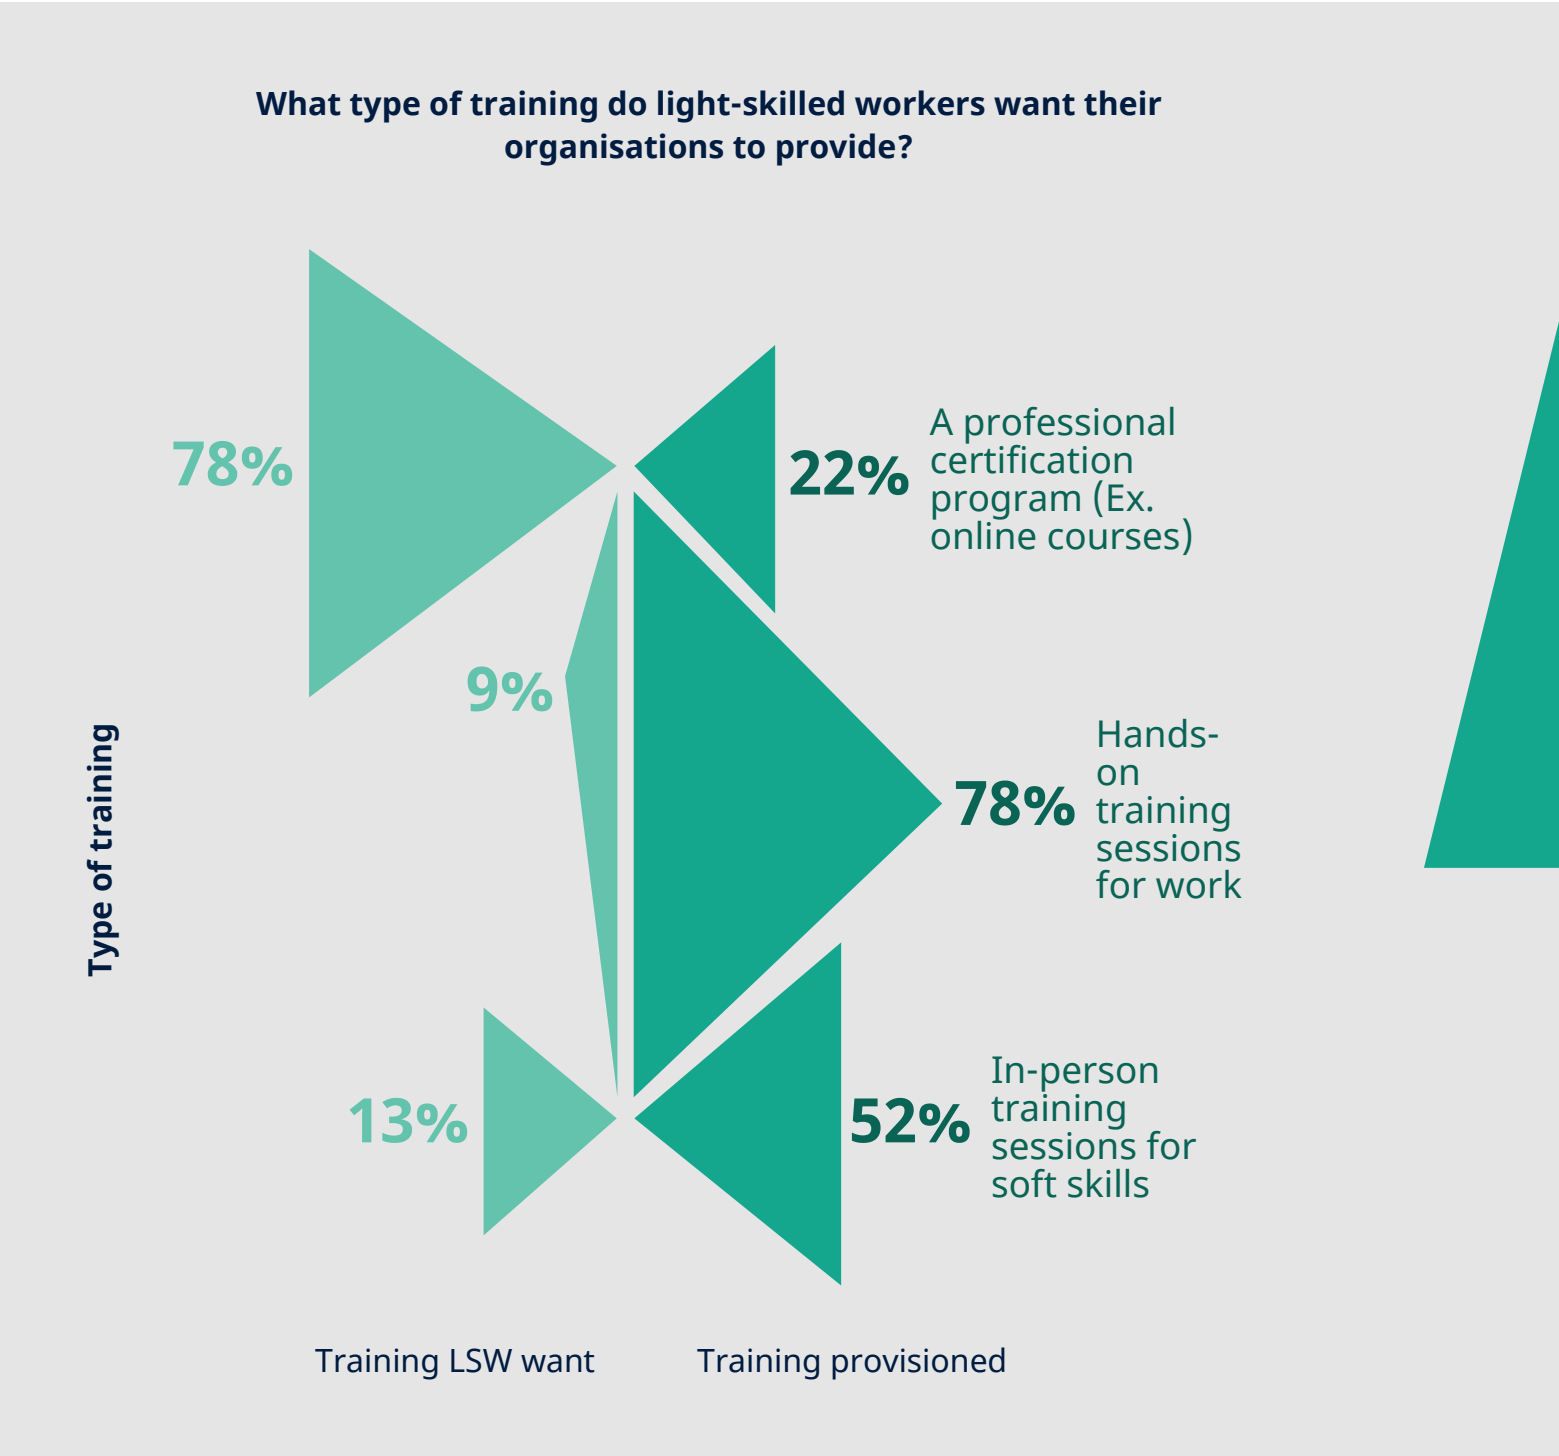 What type of training do light-skilled workers want their
organisations to provide?
78%
22%
A professional
certification
program (Ex.
online courses)
9%
Type of training
78%
Hands-
on
training
sessions
for work
13%
52%
In-person
training
sessions for
soft skills
Training LSW want
Training provisioned